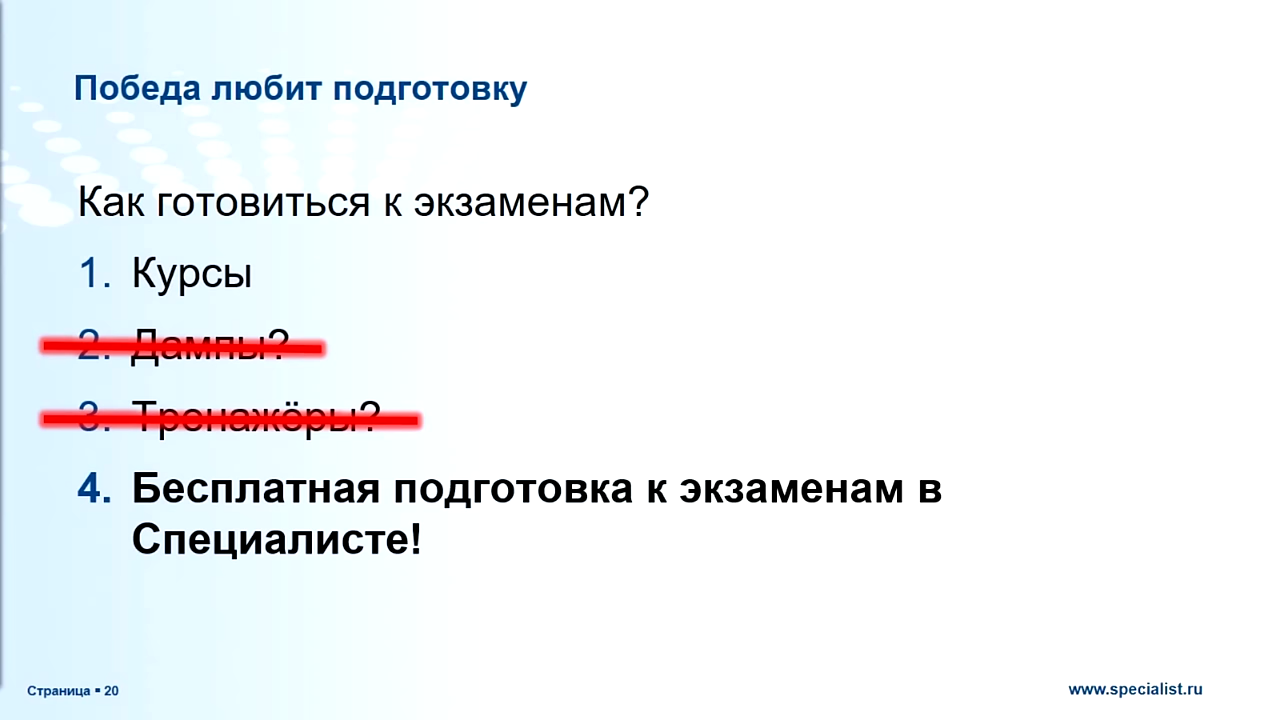 Победа любит подготовку
Как готовиться к экзаменам?
1. Курсы
2. Дампы?
3. Тренажёры?
4. Бесплатная подготовка к экзаменам в
Специалисте!
Страница ▪ 20
www.specialist.ru